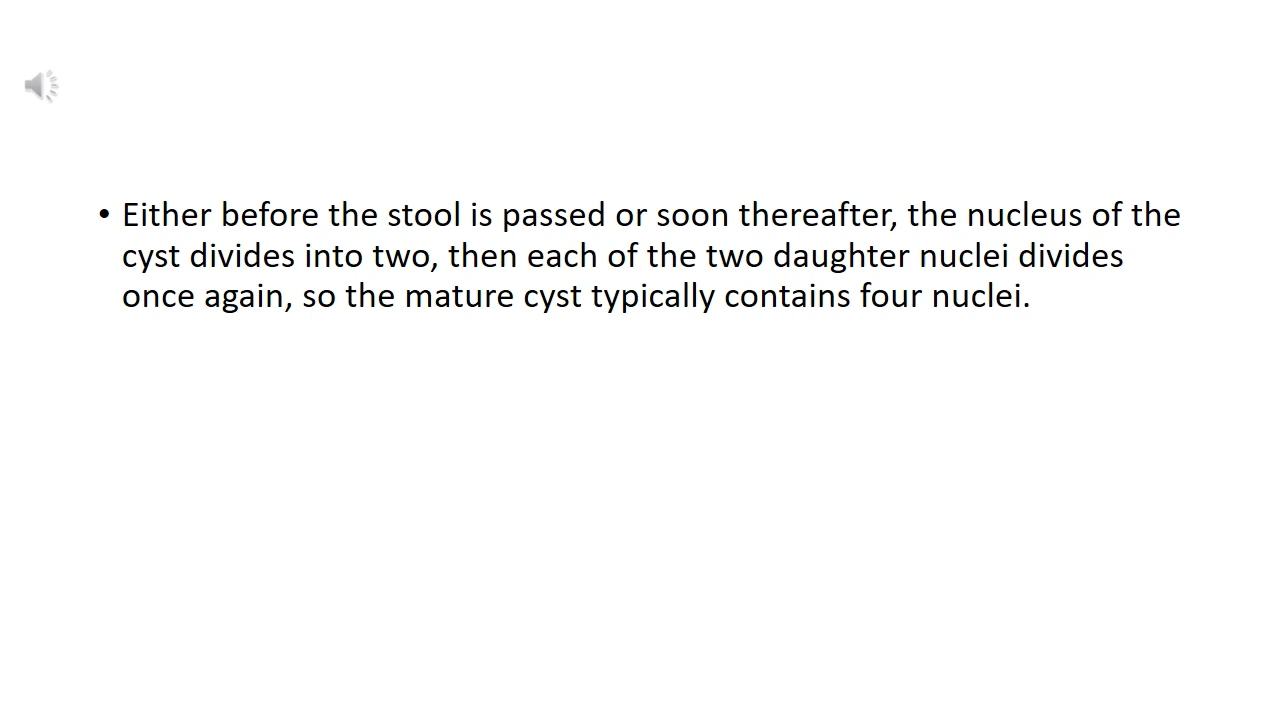 • Either before the stool is passed or soon thereafter, the nucleus of the
cyst divides into two, then each of the two daughter nuclei divides
once again, so the mature cyst typically contains four nuclei.